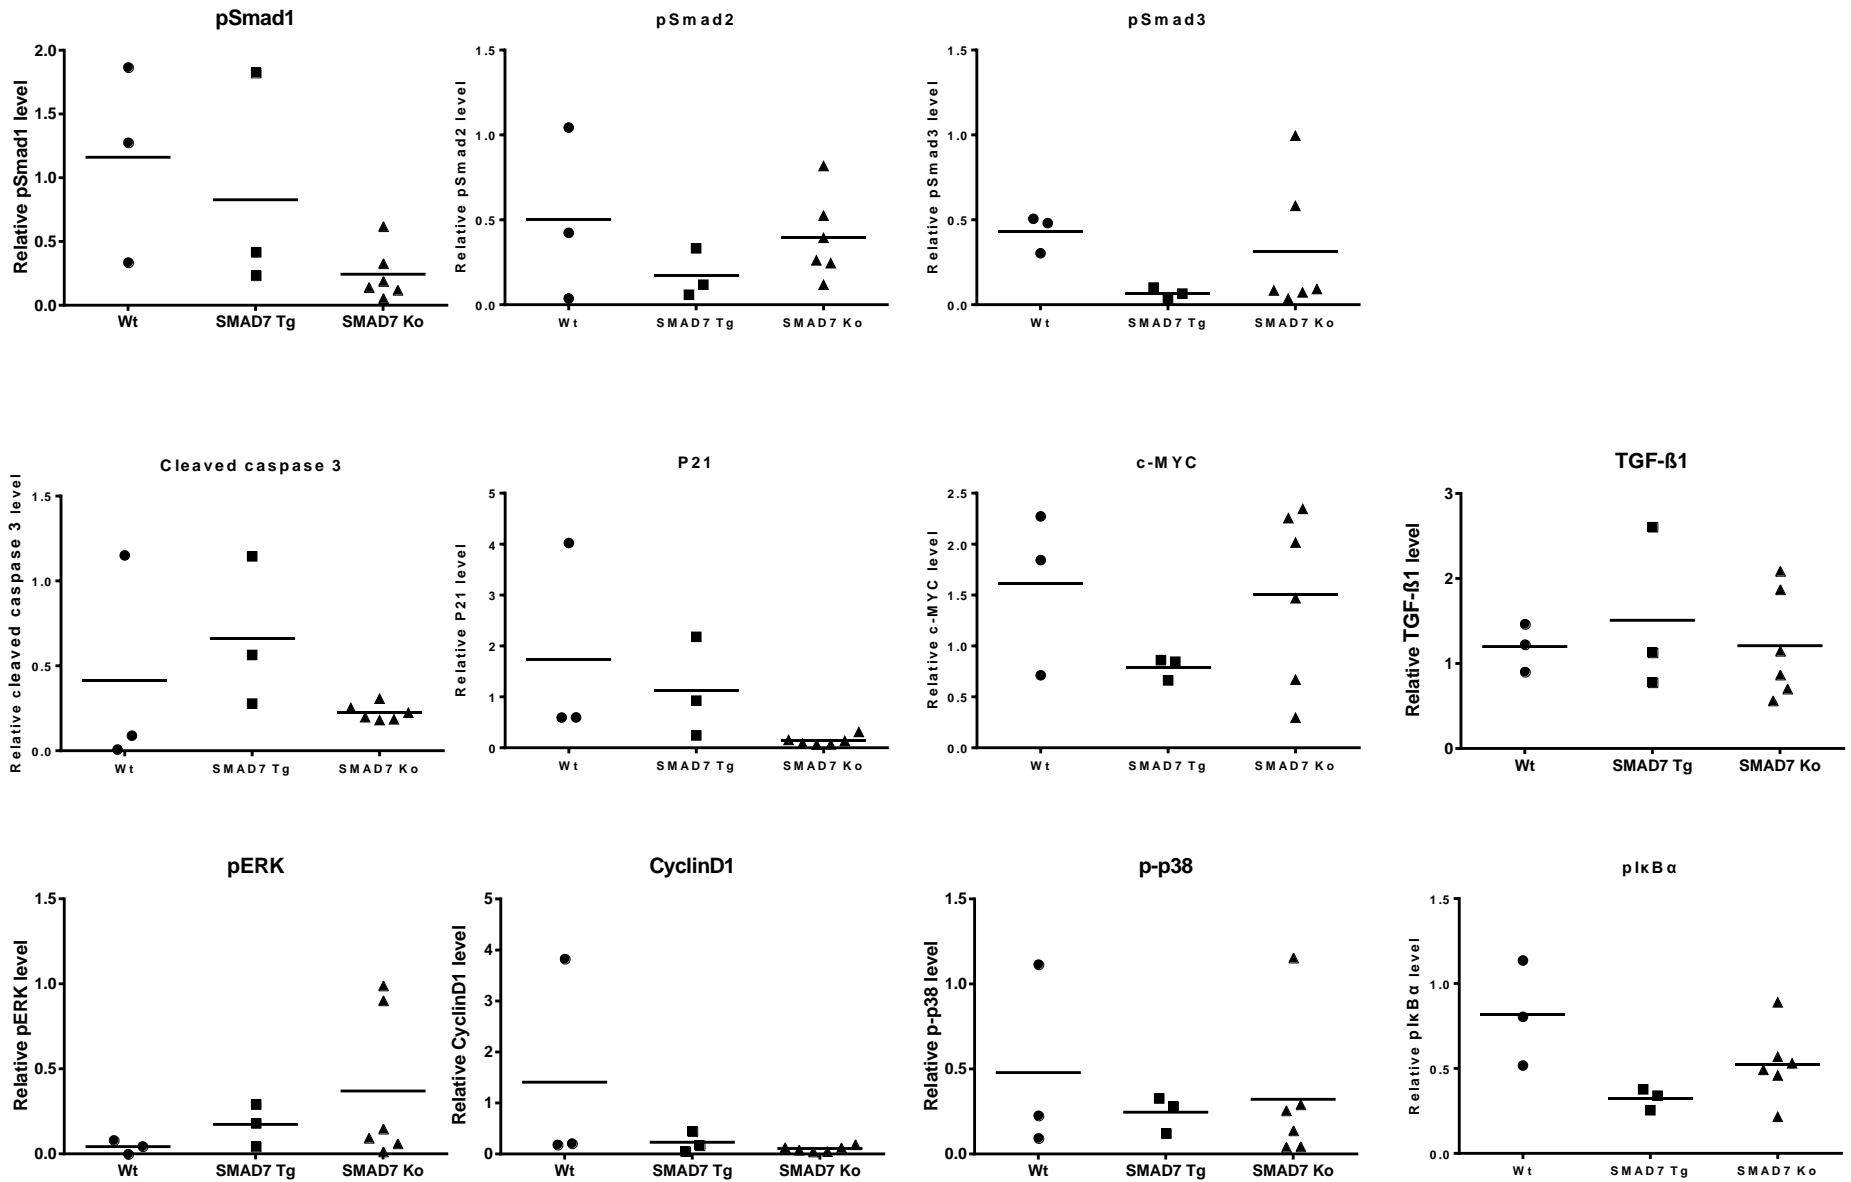 pSmad1
Relative pSmad1 level
2.0
1.5
1.0
0.5
0.0
Wt SMAD7 Tg SMAD7 Ko
pSmad2
Relative pSmad2 level
1.5
1.0
0.5
0.0
Wt SMAD7 Tg SMAD7 Ko
pSmad3
Relative pSmad3 level
1.5
1.0
0.5
0.0
Wt SMAD7 Tg SMAD7 Ko
Cleaved caspase 3
Relative cleaved caspase 3 level
1.5
1.0
0.5
0.0
Wt SMAD7 Tg SMAD7 Ko
P21
Relative P21 level
5
4
3
2
1
0
Wt SMAD7 Tg SMAD7 Ko
c-MYC
Relative c-MYC level
2.5
2.0
1.5
1.0
0.5
0.0
Wt SMAD7 Tg SMAD7 Ko
TGF-ß1
Relative TGF-ß1 level
3
2
1
0
Wt SMAD7 Tg SMAD7 Ko
pERK
Relative pERK level
1.5
1.0
0.5
0.0
Wt SMAD7 Tg SMAD7 Ko
CyclinD1
Relative CyclinD1 level
5
4
3
2
1
0
Wt SMAD7 Tg SMAD7 Ko
p-p38
Relative p-p38 level
1.5
1.0
0.5
0.0
Wt SMAD7 Tg SMAD7 Ko
pIκBα
Relative pIκBα level
1.5
1.0
0.5
0.0
Wt SMAD7 Tg SMAD7 Ko